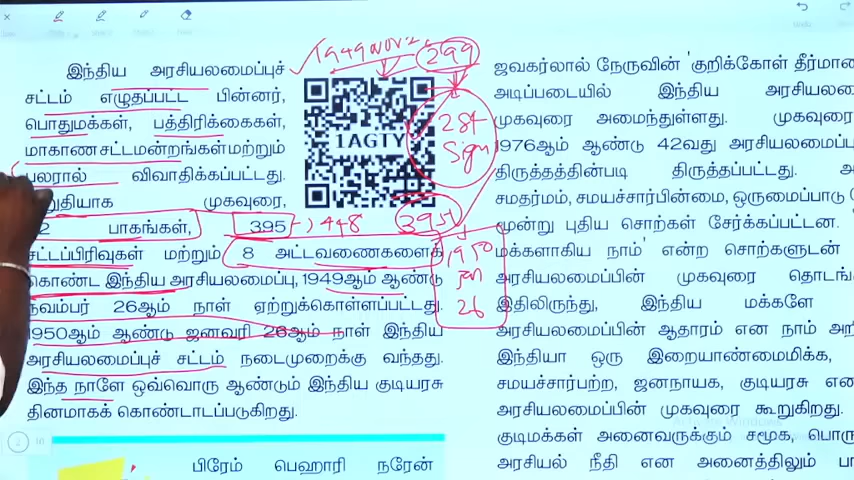 இந்திய அரசியலமைப்புச்
சட்டம் எழுதப்பட்ட பின்னர்,
பொதுமக்கள், பத்திரிக்கைகள்,
மாகாண சட்டமன்றங்கள் மற்றும்
பலரால் விவாதிக்கப்பட்டது.
முகவுரை,
பாகங்கள், 395 448
சட்டப்பிரிவுகள் மற்றும் 8 அட்டவணைகளைக்
கொண்ட இந்திய அரசியலமைப்பு, 1949ஆம் ஆண்டு
நவம்பர் 26ஆம் நாள் ஏற்றுக்கொள்ளப்பட்டது.
1950ஆம் ஆண்டு ஜனவரி 26ஆம் நாள் இந்திய
அரசியலமைப்புச் சட்டம் நடைமுறைக்கு வந்தது.
இந்த நாளே ஒவ்வொரு ஆண்டும் இந்திய குடியரசு
தினமாகக் கொண்டாடப்படுகிறது.
299
1AGTY
284
Sign
1950
Jan
26
பிரேம் பெஹாரி நரேன்
ஜவகர்லால் நேருவின் 'குறிக்கோள்
அடிப்படையில் இந்திய
முகவுரை அமைந்துள்ளது. முகவுரை
1976ஆம் ஆண்டு 42வது அரசியலமைப்பு
திருத்தத்தின்படி திருத்தப்பட்டது.
சமதர்மம், சமயச்சார்பின்மை, ஒருமைப்பாடு
மூன்று புதிய சொற்கள் சேர்க்கப்பட்டன.
மக்களாகிய நாம்' என்ற சொற்களுடன்
அரசியலமைப்பின் முகவுரை
இதிலிருந்து, இந்திய மக்களே
அரசியலமைப்பின் ஆதாரம் என நாம்
இந்தியா ஒரு இறையாண்மைமிக்க,
சமயச்சார்பற்ற, ஜனநாயக, குடியரசு
அரசியலமைப்பின் முகவுரை கூறுகிறது.
குடிமக்கள் அனைவருக்கும் சமூக,
அரசியல் நீதி என அனைத்திலும்